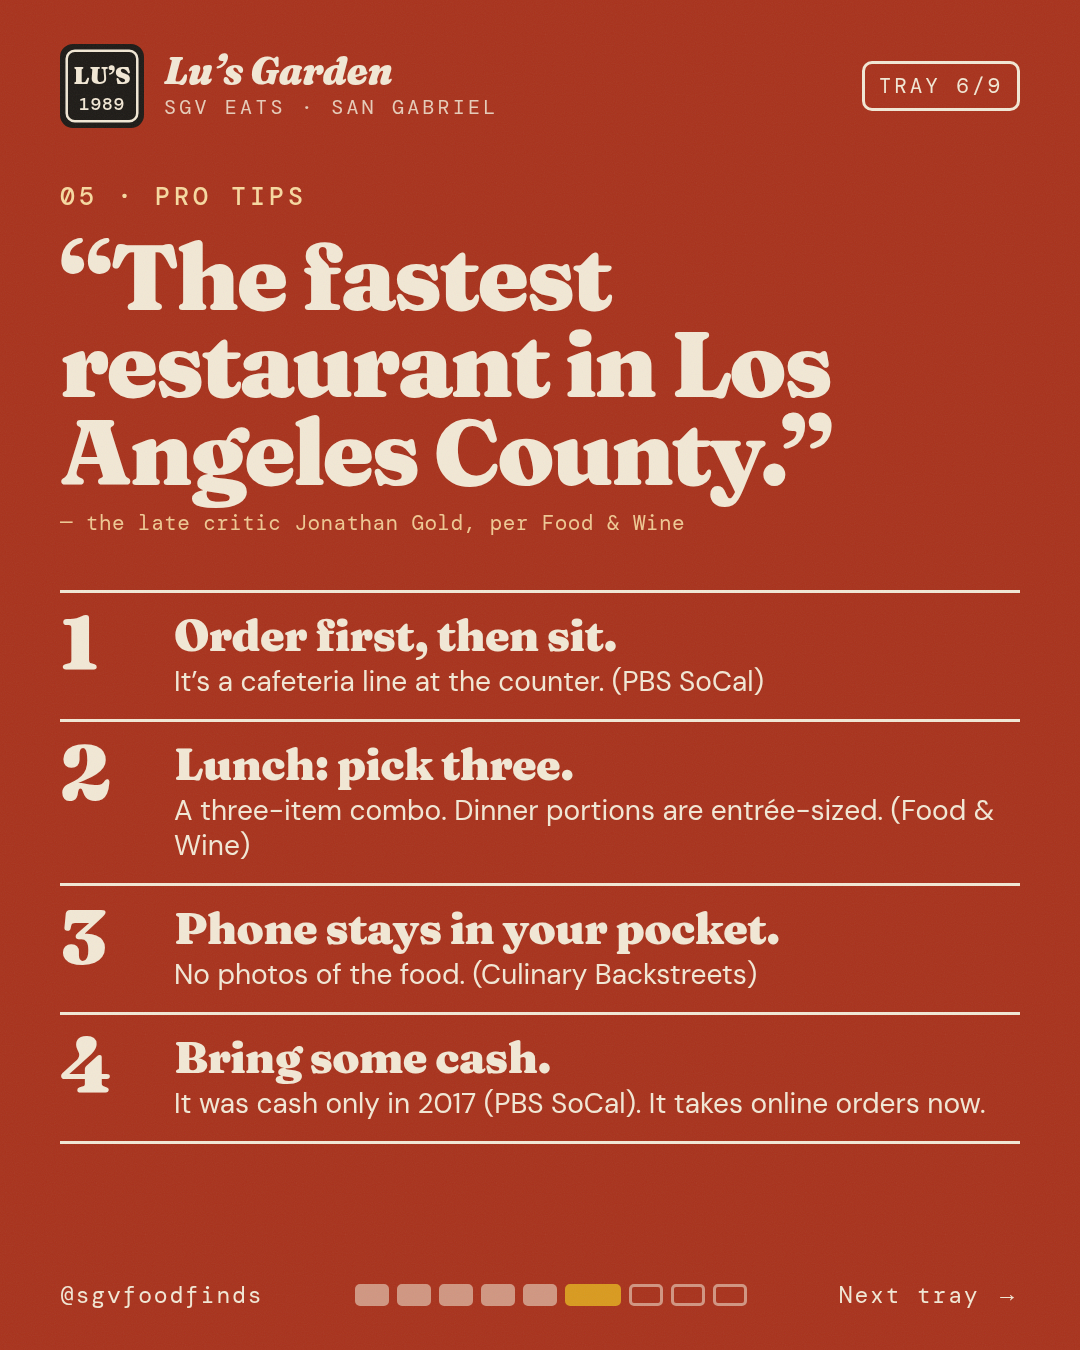 LU’S
1989
Lu’s Garden
SGV EATS · SAN GABRIEL
TRAY 6/9
05 · PRO TIPS
“The fastest
restaurant in Los
Angeles County.”
— the late critic Jonathan Gold, per Food & Wine
1
Order first, then sit.
It’s a cafeteria line at the counter. (PBS SoCal)
2
Lunch: pick three.
A three-item combo. Dinner portions are entrée-sized. (Food &
Wine)
3
Phone stays in your pocket.
No photos of the food. (Culinary Backstreets)
4
Bring some cash.
It was cash only in 2017 (PBS SoCal). It takes online orders now.
@sgvfoodfinds
Next tray →